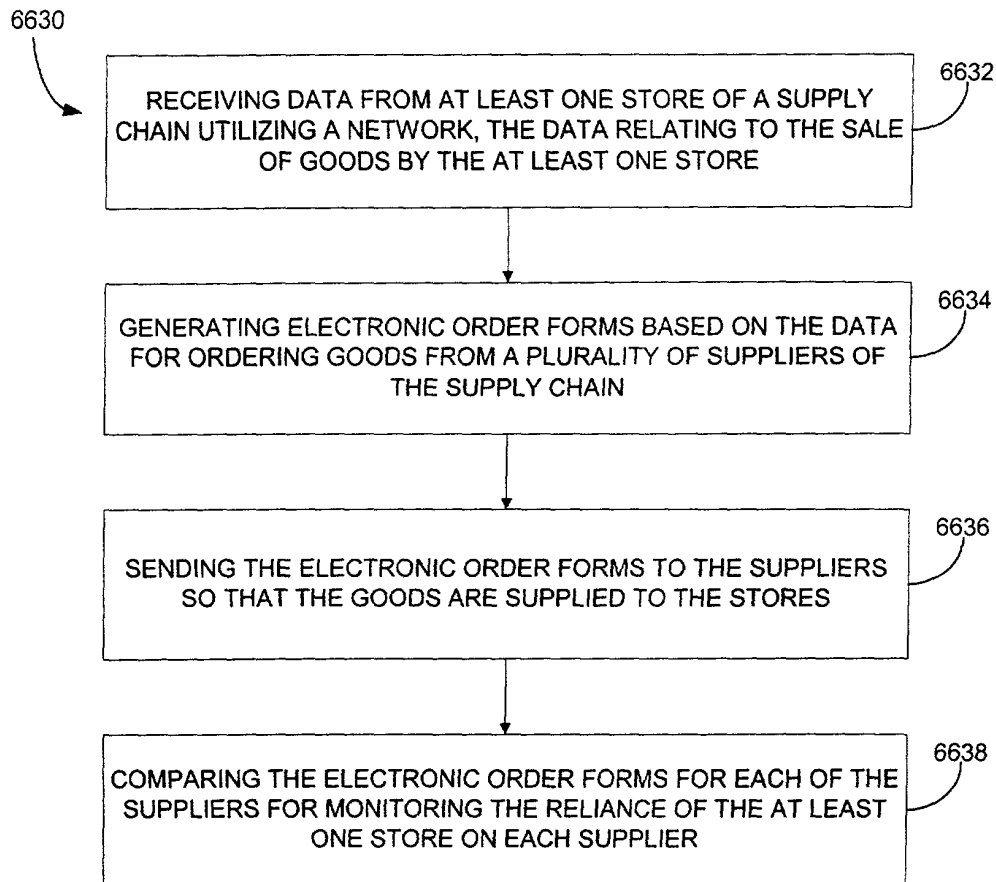 6630
RECEIVING DATA FROM AT LEAST ONE STORE OF A SUPPLY
CHAIN UTILIZING A NETWORK, THE DATA RELATING TO THE SALE
OF GOODS BY THE AT LEAST ONE STORE
6632
GENERATING ELECTRONIC ORDER FORMS BASED ON THE DATA
FOR ORDERING GOODS FROM A PLURALITY OF SUPPLIERS OF
THE SUPPLY CHAIN
6634
SENDING THE ELECTRONIC ORDER FORMS TO THE SUPPLIERS
SO THAT THE GOODS ARE SUPPLIED TO THE STORES
6636
COMPARING THE ELECTRONIC ORDER FORMS FOR EACH OF THE
SUPPLIERS FOR MONITORING THE RELIANCE OF THE AT LEAST
ONE STORE ON EACH SUPPLIER
6638